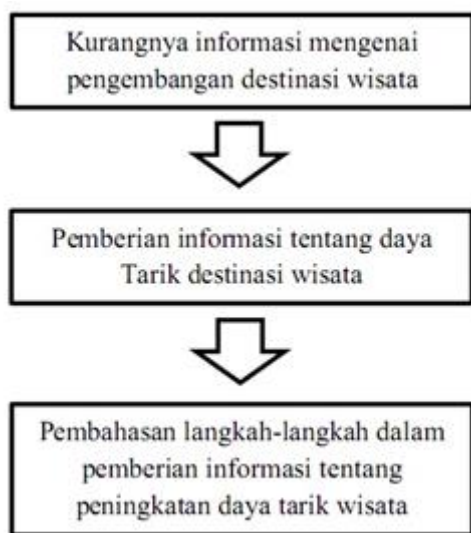 Kurangnya informasi mengenai
pengembangan destinasi wisata
Pemberian informasi tentang daya
Tarik destinasi wisata
Pembahasan langkah-langkah dalam
pemberian informasi tentang
peningkatan daya tarik wisata